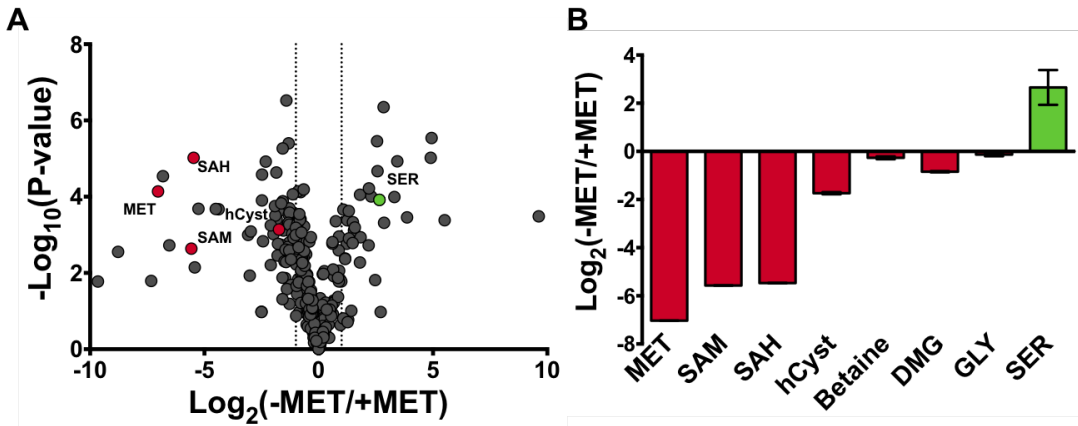 A
-Log10(P-value)
8
6
4
2
0
SAH
MET
SAM
hCyst
SER
-10
-5
0
5
10
Log2(-MET/+MET)
B
Log2(-MET/+MET)
4
2
0
-2
-4
-6
-8
MET
SAM
SAH
hCyst
Betaine
DMG
GLY
SER